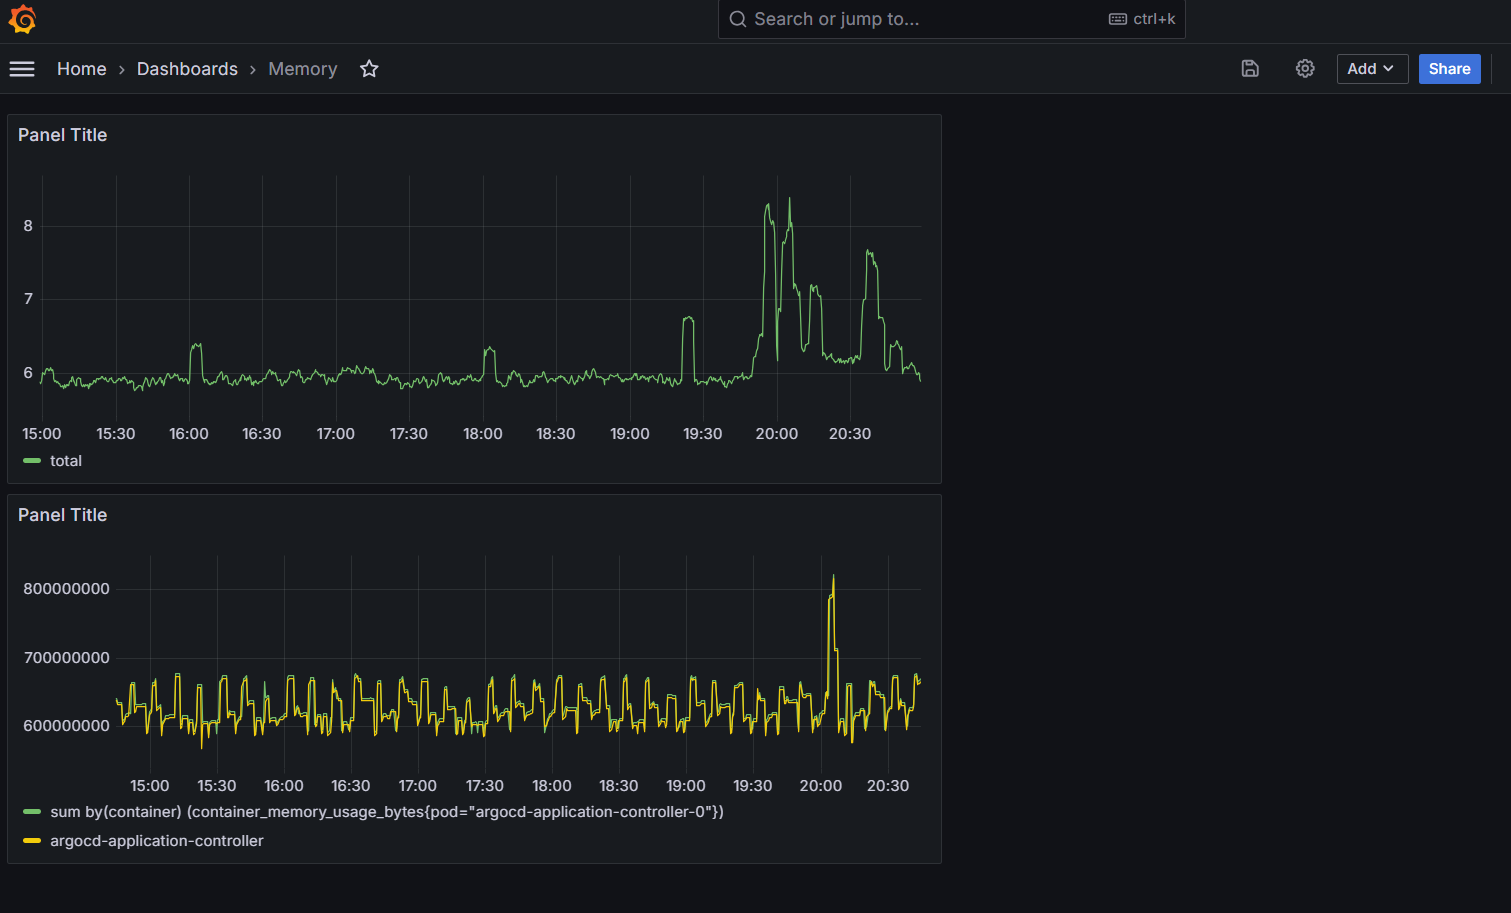 Search or jump to... ctrl+k
Home › Dashboards › Memory Add Share
Panel Title
8
7
6
15:00 15:30 16:00 16:30 17:00 17:30 18:00 18:30 19:00 19:30 20:00 20:30
total
Panel Title
800000000
700000000
600000000
15:00 15:30 16:00 16:30 17:00 17:30 18:00 18:30 19:00 19:30 20:00 20:30
sum by(container) (container_memory_usage_bytes{pod="argocd-application-controller-0"})
argocd-application-controller